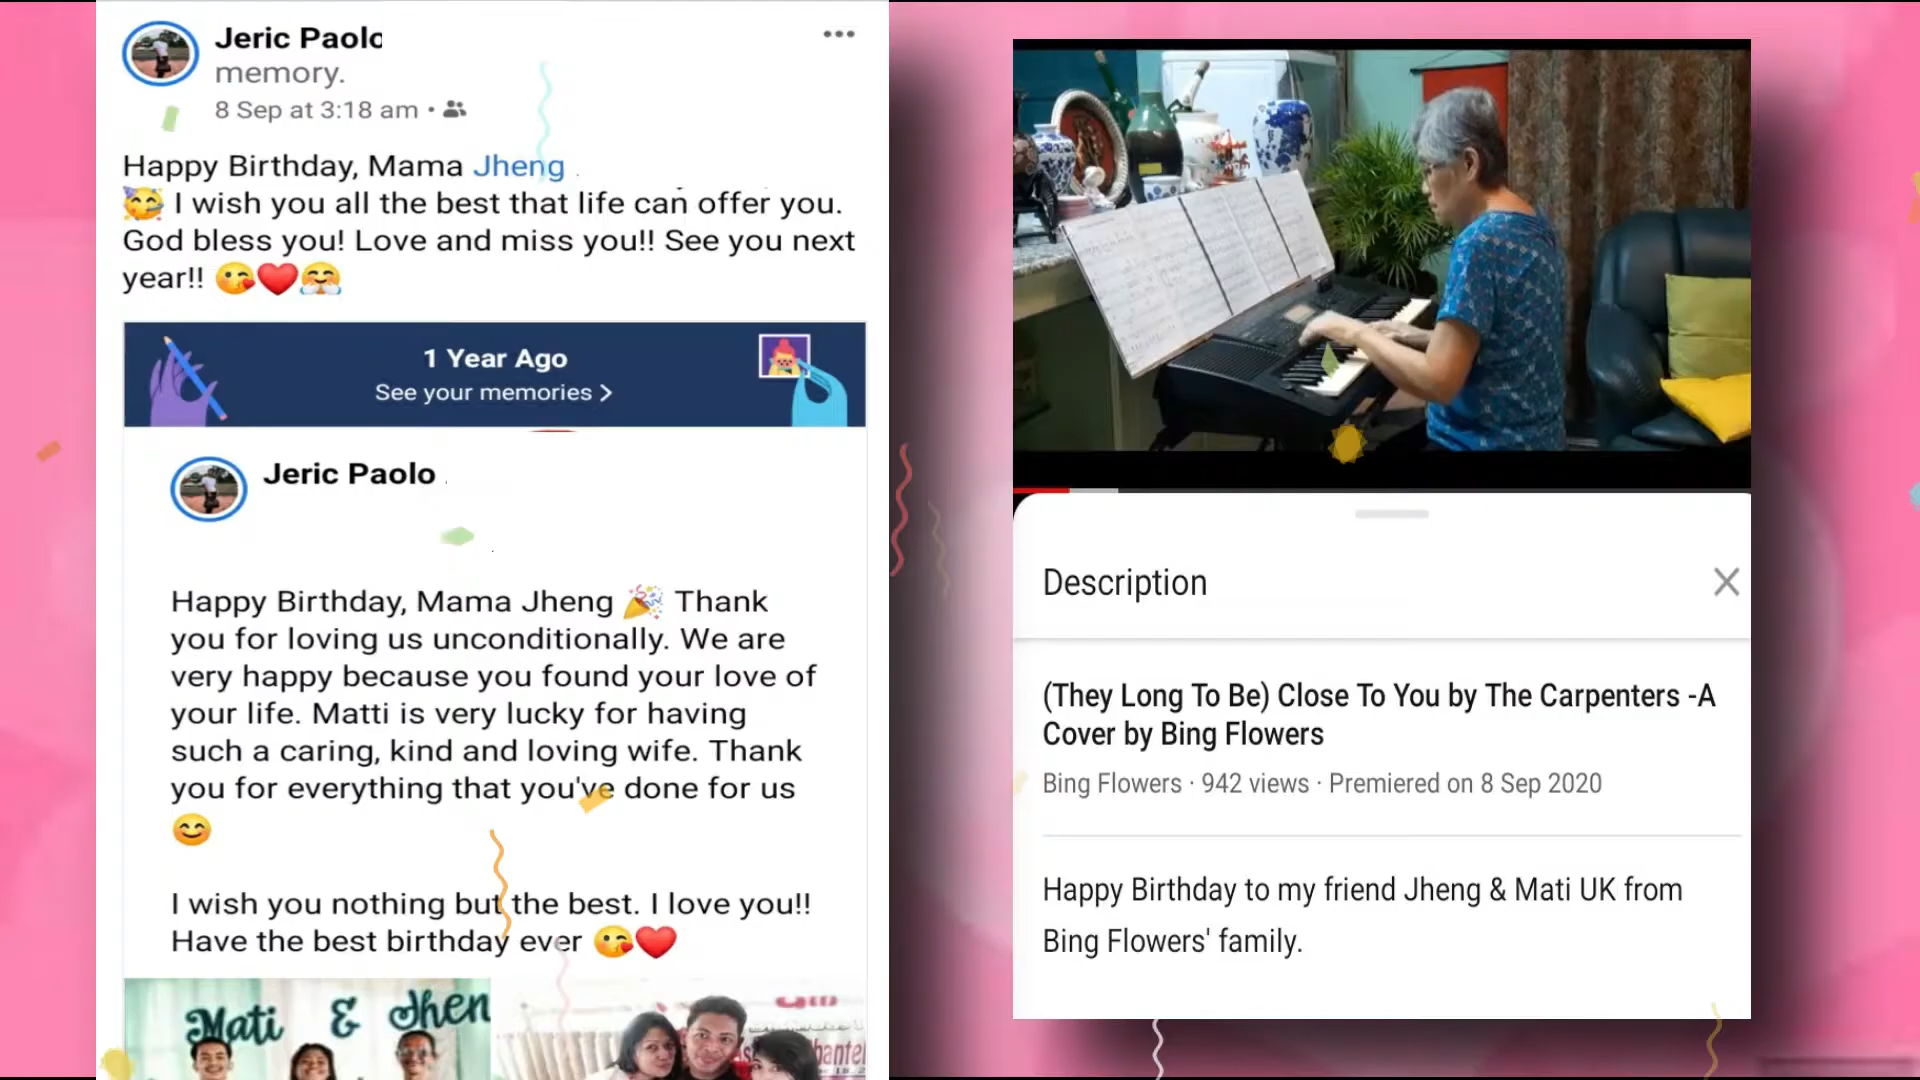 Jeric Paolo
memory.
8 Sep at 3:18 am •
Happy Birthday, Mama Jheng
🥳 I wish you all the best that life can offer you.
God bless you! Love and miss you!! See you next
year!! 😘❤️🤗
1 Year Ago
See your memories >
Jeric Paolo
Happy Birthday, Mama Jheng 🎉 Thank
you for loving us unconditionally. We are
very happy because you found your love of
your life. Matti is very lucky for having
such a caring, kind and loving wife. Thank
you for everything that you've done for us
😊
I wish you nothing but the best. I love you!!
Have the best birthday ever 😘❤️
Mati & Jhen
Description
(They Long To Be) Close To You by The Carpenters -A
Cover by Bing Flowers
Bing Flowers · 942 views · Premiered on 8 Sep 2020
Happy Birthday to my friend Jheng & Mati UK from
Bing Flowers' family.